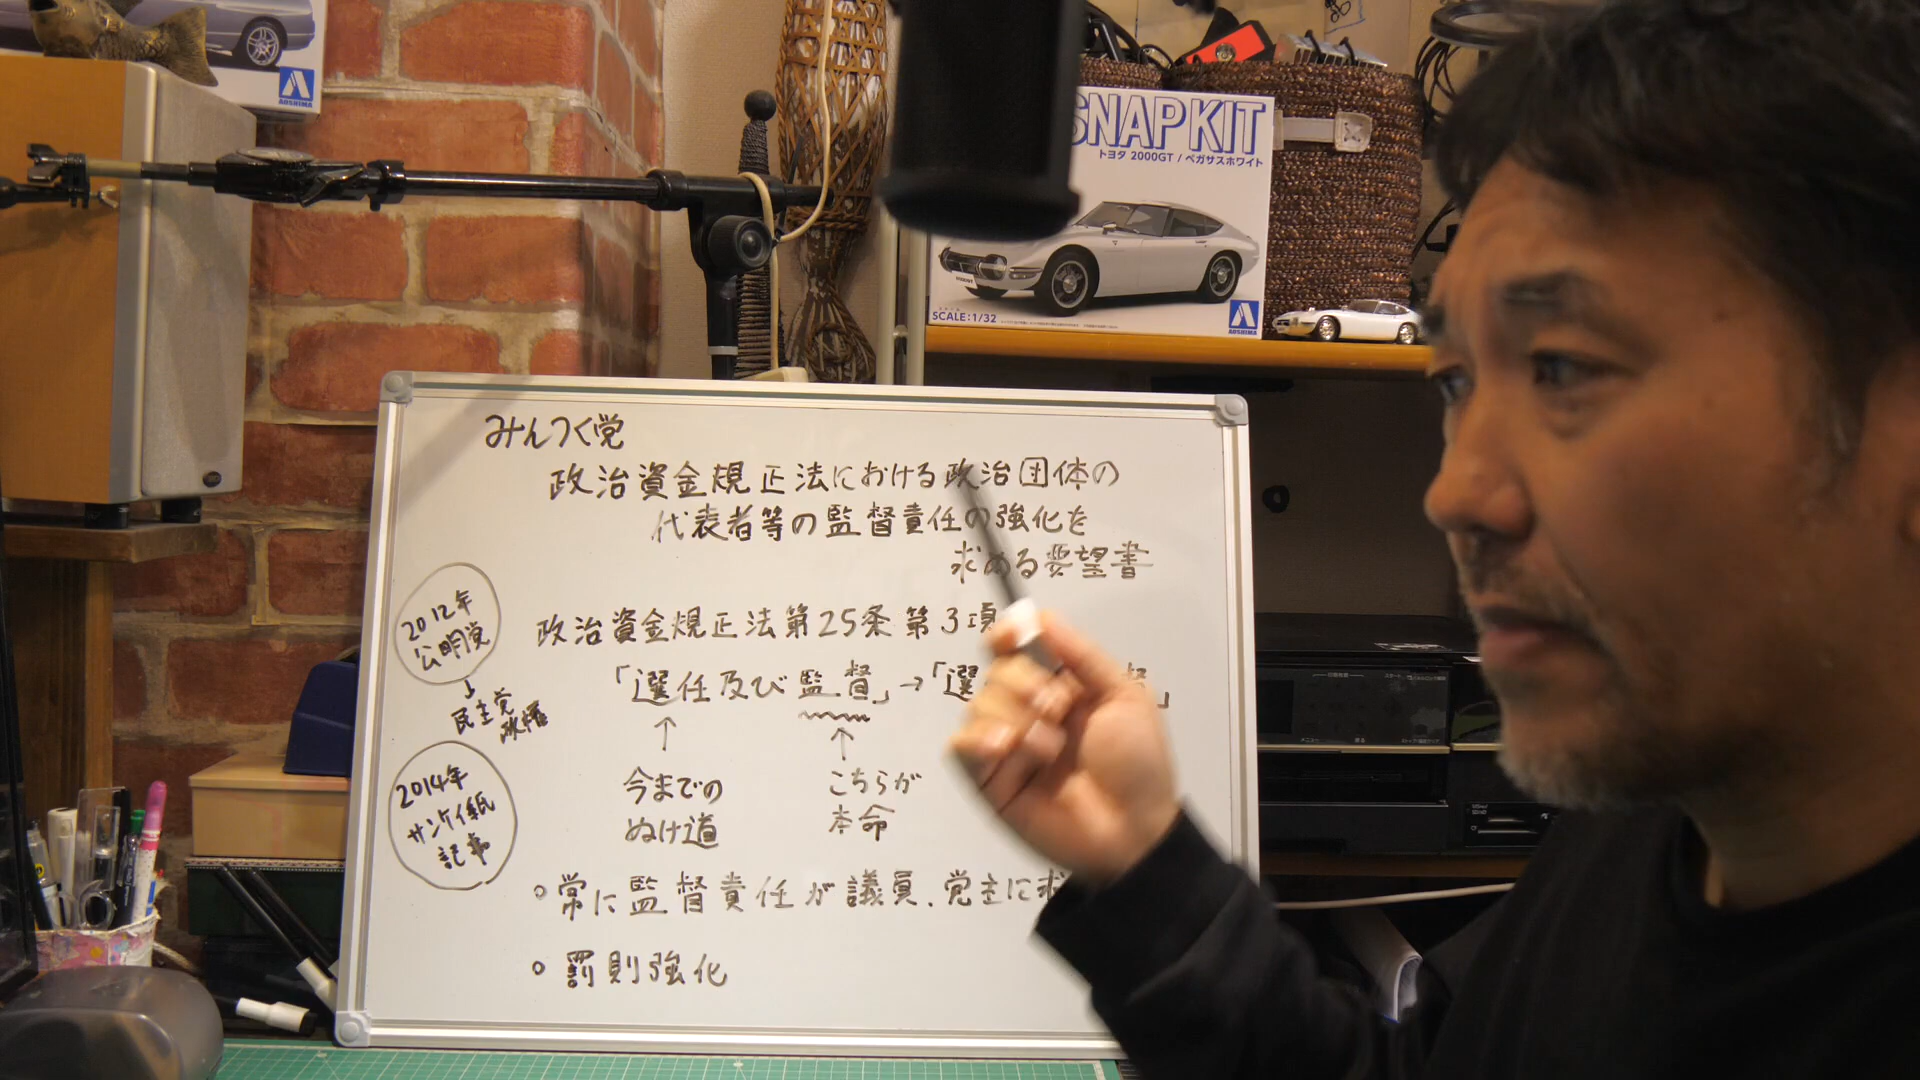 AOSHIMA
SNAP KIT
トヨタ 2000GT / ペガサスホワイト
SCALE:1/32
AOSHIMA
みんつく党
政治資金規正法における政治団体の
代表者等の監督責任の強化を
求める要望書
2012年
公明党
↓
民主党
政権
2014年
サンケイ紙
記事
政治資金規正法第25条第3項
「選任及び監督」→「選 督」
↑ ↑
今までの
ぬけ道
こちらが
本命
○常に監督責任が議員、党主に求
○罰則強化